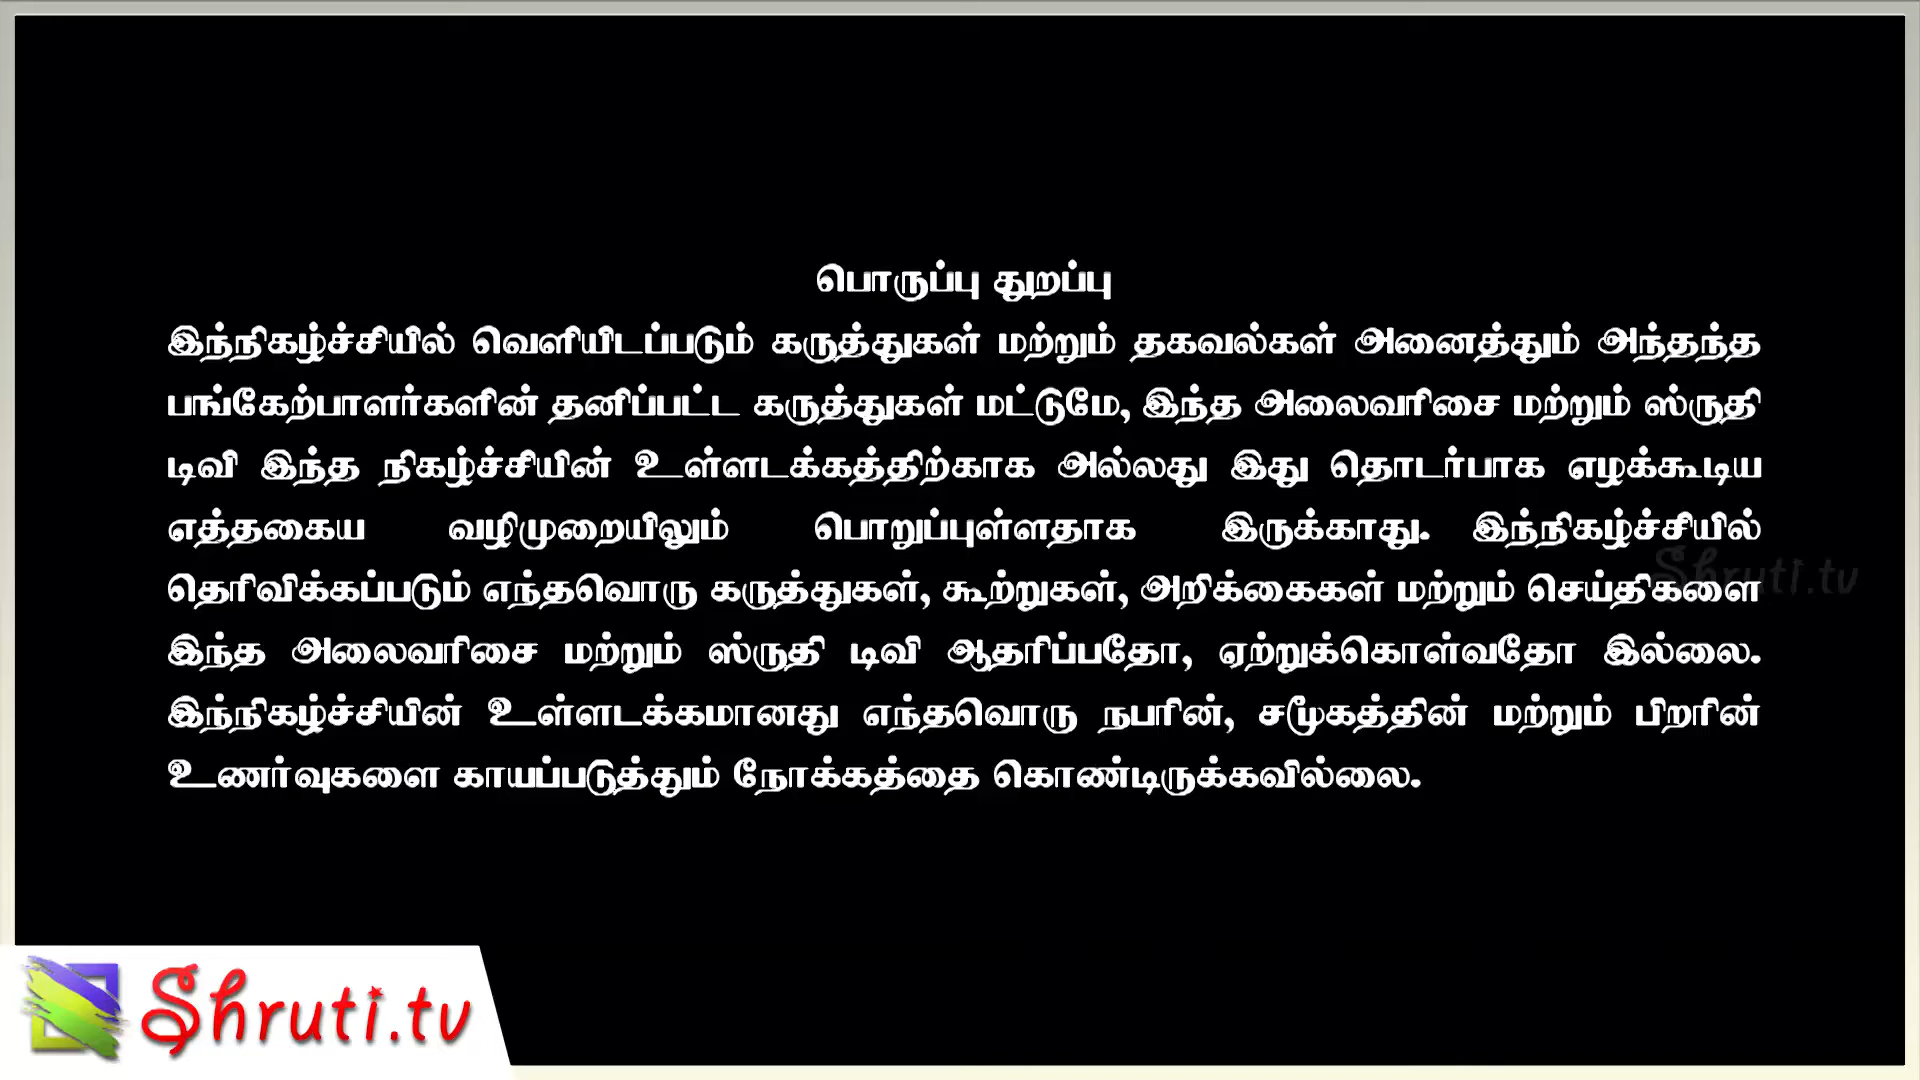 பொருப்பு துறப்பு
இந்நிகழ்ச்சியில் வெளியிடப்படும் கருத்துகள் மற்றும் தகவல்கள் அனைத்தும் அந்தந்த
பங்கேற்பாளர்களின் தனிப்பட்ட கருத்துகள் மட்டுமே, இந்த அலைவரிசை மற்றும் ஸ்ருதி
டிவி இந்த நிகழ்ச்சியின் உள்ளடக்கத்திற்காக அல்லது இது தொடர்பாக எழக்கூடிய
எத்தகைய வழிமுறையிலும் பொறுப்புள்ளதாக இருக்காது. இந்நிகழ்ச்சியில்
தெரிவிக்கப்படும் எந்தவொரு கருத்துகள், கூற்றுகள், அறிக்கைகள் மற்றும் செய்திகளை
இந்த அலைவரிசை மற்றும் ஸ்ருதி டிவி ஆதரிப்பதோ, ஏற்றுக்கொள்வதோ இல்லை.
இந்நிகழ்ச்சியின் உள்ளடக்கமானது எந்தவொரு நபரின், சமூகத்தின் மற்றும் பிறரின்
உணர்வுகளை காயப்படுத்தும் நோக்கத்தை கொண்டிருக்கவில்லை.
Shruti.tv
Shruti.tv